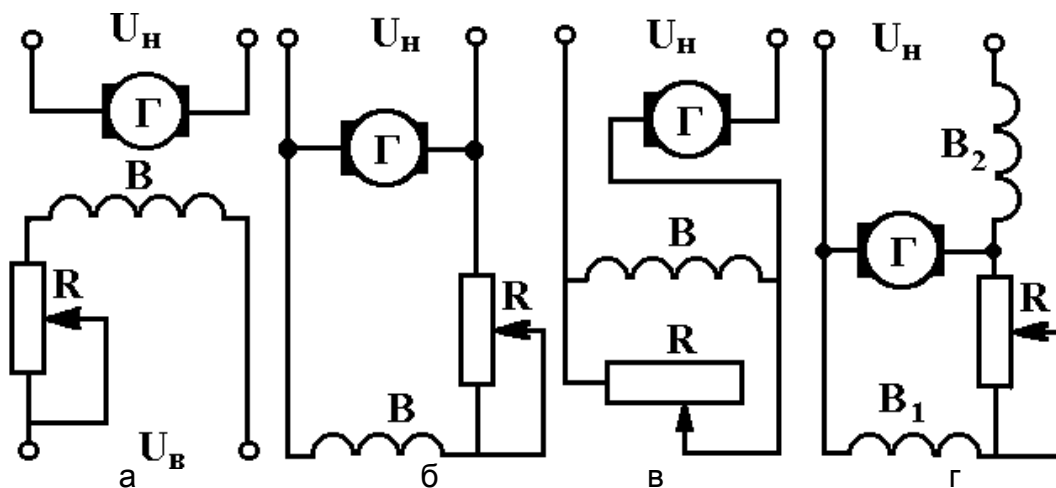 Uн Uн Uн Uн
Г Г Г Г
В В₂
R R R R
В В В₁
Uв
а б в г